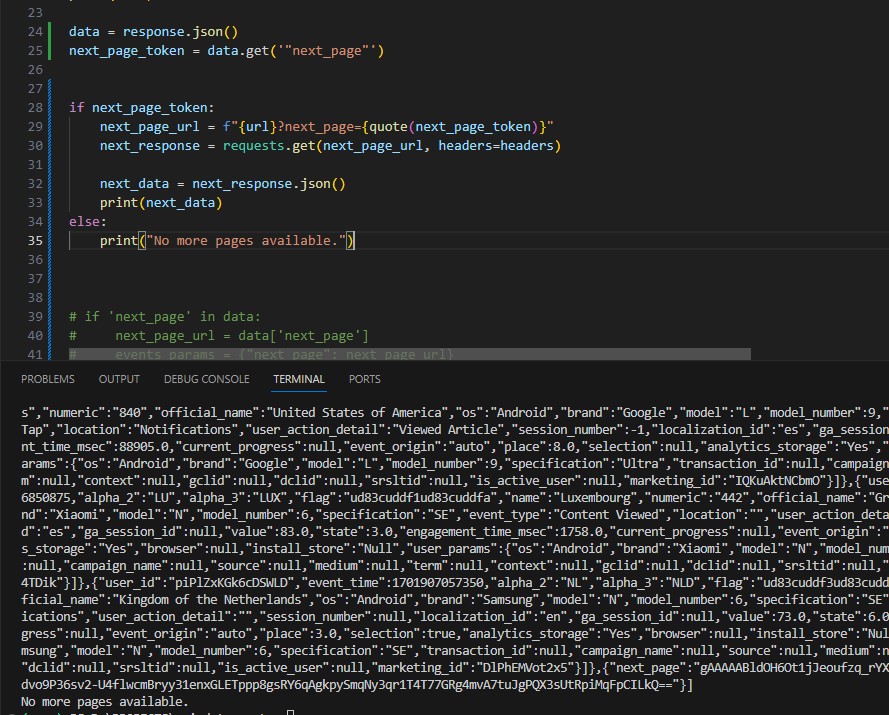 23
24 data = response.json()
25 next_page_token = data.get('"next_page"')
26
27
28 if next_page_token:
29 next_page_url = f"{url}?next_page={quote(next_page_token)}"
30 next_response = requests.get(next_page_url, headers=headers)
31
32 next_data = next_response.json()
33 print(next_data)
34 else:
35 print("No more pages available.")
36
37
38
39 # if 'next_page' in data:
40 # next_page_url = data['next_page']
41 # events_params = {"next_page": next_page_url}
PROBLEMS OUTPUT DEBUG CONSOLE TERMINAL PORTS
s","numeric":"840","official_name":"United States of America","os":"Android","brand":"Google","model":"L","model_number":9,
Tap","location":"Notifications","user_action_detail":"Viewed Article","session_number":-1,"localization_id":"es","ga_session
nt_time_msec":88905.0,"current_progress":null,"event_origin":"auto","place":8.0,"selection":null,"analytics_storage":"Yes",
arams":{"os":"Android","brand":"Google","model":"L","model_number":9,"specification":"Ultra","transaction_id":null,"campaign
m":null,"context":null,"gclid":null,"dclid":null,"srsltid":null,"is_active_user":null,"marketing_id":"IQKuAktNCbmO"}]},{"use
6850875,"alpha_2":"LU","alpha_3":"LUX","flag":"ud83cuddf1ud83cuddfa","name":"Luxembourg","numeric":"442","official_name":"Gr
nd":"Xiaomi","model":"N","model_number":6,"specification":"SE","event_type":"Content Viewed","location":"","user_action_deta
d":"es","ga_session_id":null,"value":83.0,"state":3.0,"engagement_time_msec":1758.0,"current_progress":null,"event_origin":"
s_storage":"Yes","browser":null,"install_store":"Null","user_params":{"os":"Android","brand":"Xiaomi","model":"N","model_num
:null,"campaign_name":null,"source":null,"medium":null,"term":null,"context":null,"gclid":null,"dclid":null,"srsltid":null,
4TDik"}]},{"user_id":"piPlZxKGk6cDSWLD","event_time":1701907057350,"alpha_2":"NL","alpha_3":"NLD","flag":"ud83cuddf3ud83cudd
ficial_name":"Kingdom of the Netherlands","os":"Android","brand":"Samsung","model":"N","model_number":6,"specification":"SE"
ications","user_action_detail":"","session_number":null,"localization_id":"en","ga_session_id":null,"value":73.0,"state":6.0
gress":null,"event_origin":"auto","place":3.0,"selection":true,"analytics_storage":"Yes","browser":null,"install_store":"Nul
msung","model":"N","model_number":6,"specification":"SE","transaction_id":null,"campaign_name":null,"source":null,"medium":n
"dclid":null,"srsltid":null,"is_active_user":null,"marketing_id":"DlPhEMVot2x5"}]},{"next_page":"gAAAAABldOH6Ot1jJeoufzq_rYX
dvo9P36sv2-U4flwcmBryy31enxGLETppp8gsRY6qAgkpySmqNy3qr1T4T77GRg4mvA7tuJgPQX3sUtRpiMqFpCILkQ=="}]
No more pages available.